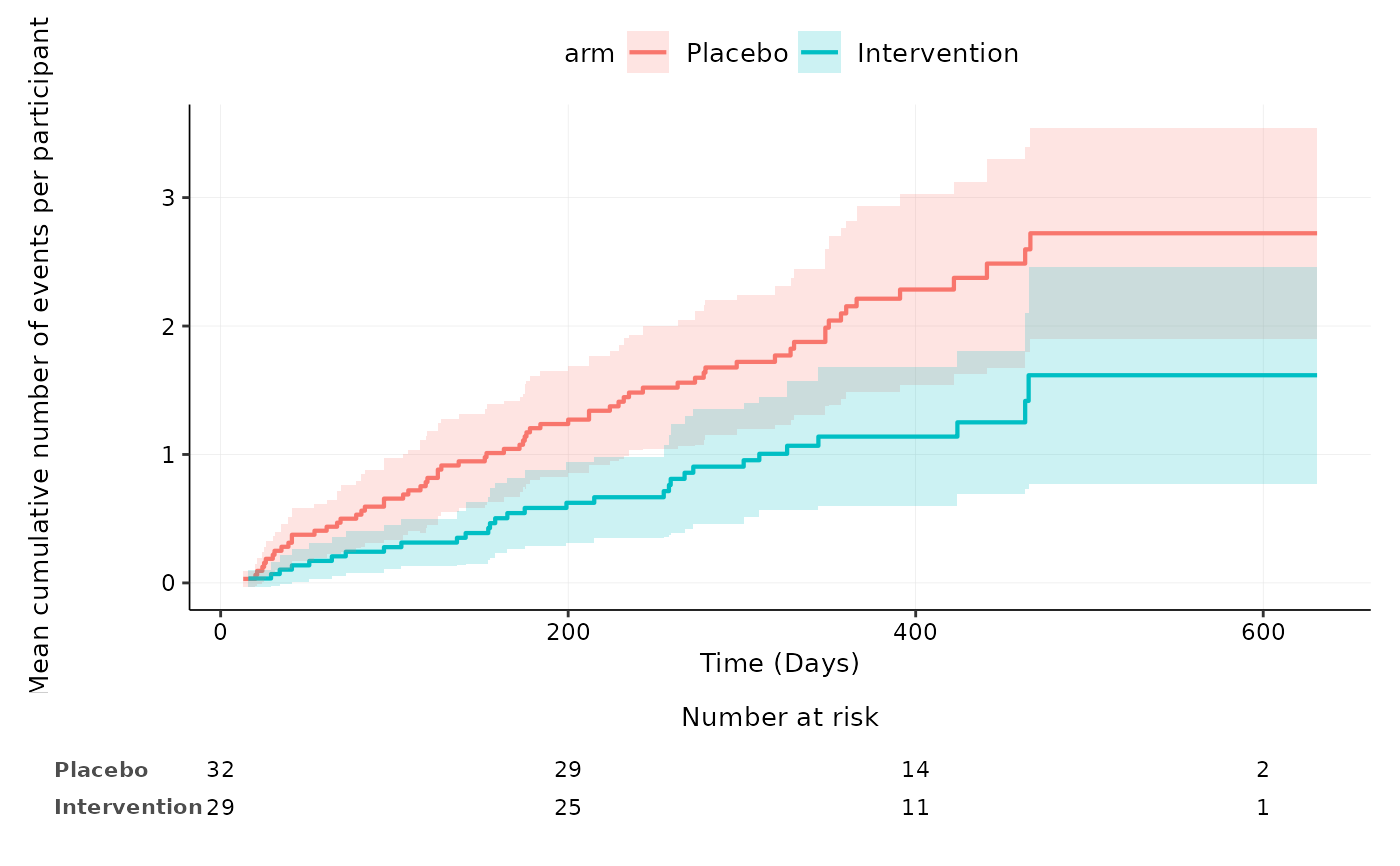 arm Placebo Intervention
Mean cumulative number of events per participant
3
2
1
0
0 200 400 600
Time (Days)
Number at risk
Placebo 32 29 14 2
Intervention 29 25 11 1